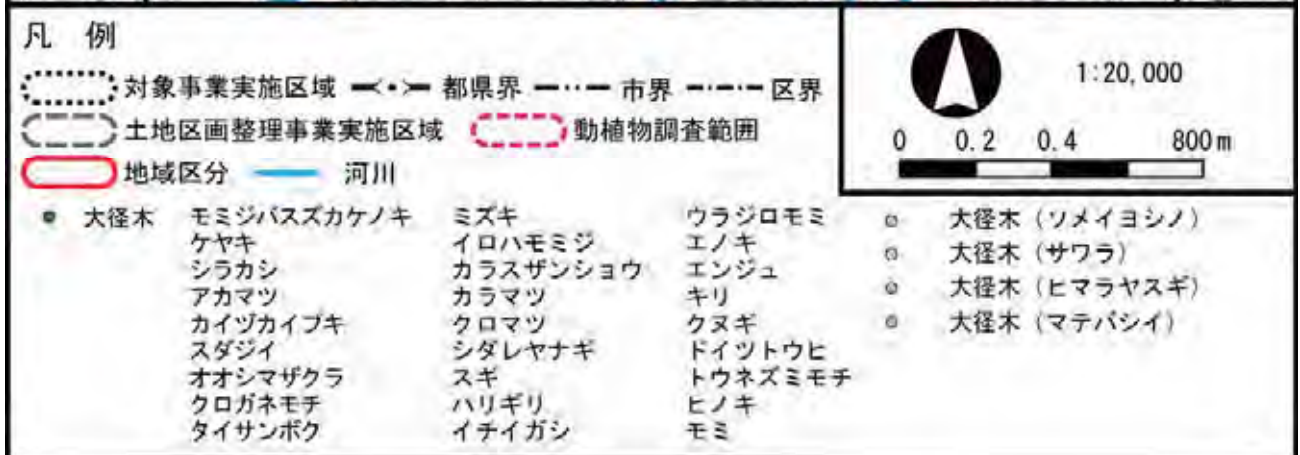 凡 例
対象事業実施区域 都県界 市界 区界
土地区画整理事業実施区域 動植物調査範囲
地域区分 河川
1:20,000
0 0.2 0.4 800m
大径木 モミジバスズカケノキ ミズキ ウラジロモミ 大径木(ソメイヨシノ)
ケヤキ イロハモミジ エノキ 大径木(サワラ)
シラカシ カラスザンショウ エンジュ 大径木(ヒマラヤスギ)
アカマツ カラマツ キリ 大径木(マテバシイ)
カイヅカイブキ クロマツ クヌギ
スダジイ シダレヤナギ ドイツトウヒ
オオシマザクラ スギ トウネズミモチ
クロガネモチ ハリギリ ヒノキ
タイサンボク イチイガシ モミ